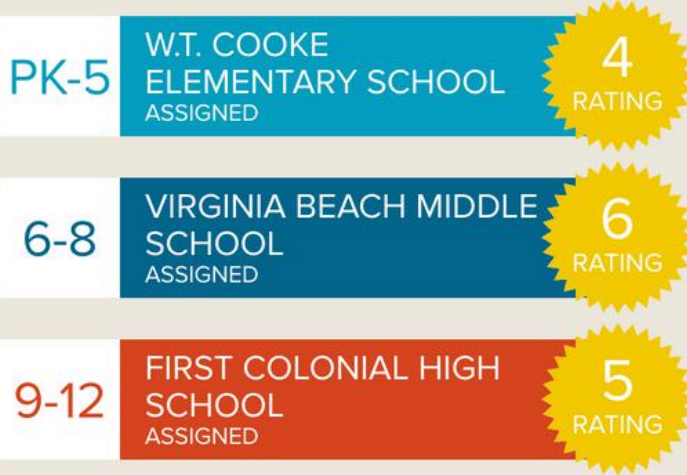 PK-5
W.T. COOKE
ELEMENTARY SCHOOL
ASSIGNED
4
RATING
6-8
VIRGINIA BEACH MIDDLE
SCHOOL
ASSIGNED
6
RATING
9-12
FIRST COLONIAL HIGH
SCHOOL
ASSIGNED
5
RATING